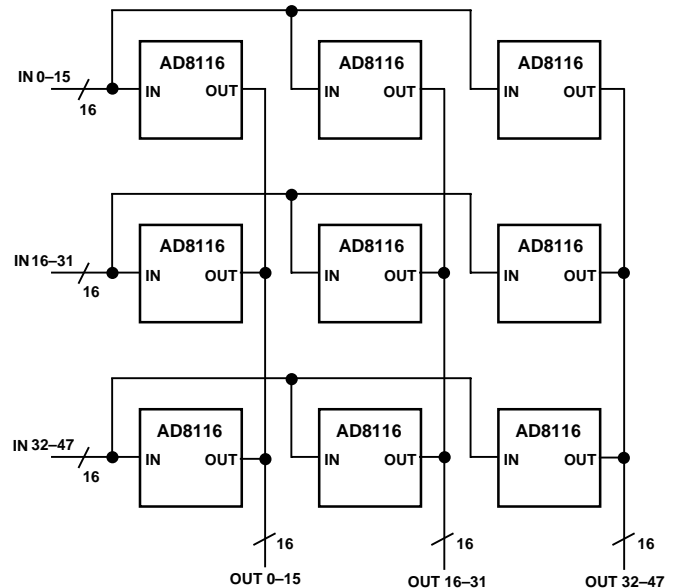 AD8116 AD8116 AD8116
IN 0–15
IN OUT IN OUT IN OUT
16
AD8116 AD8116 AD8116
IN 16–31
IN OUT IN OUT IN OUT
16
AD8116 AD8116 AD8116
IN 32–47
IN OUT IN OUT IN OUT
16
16 16 16
OUT 0–15 OUT 16–31 OUT 32–47